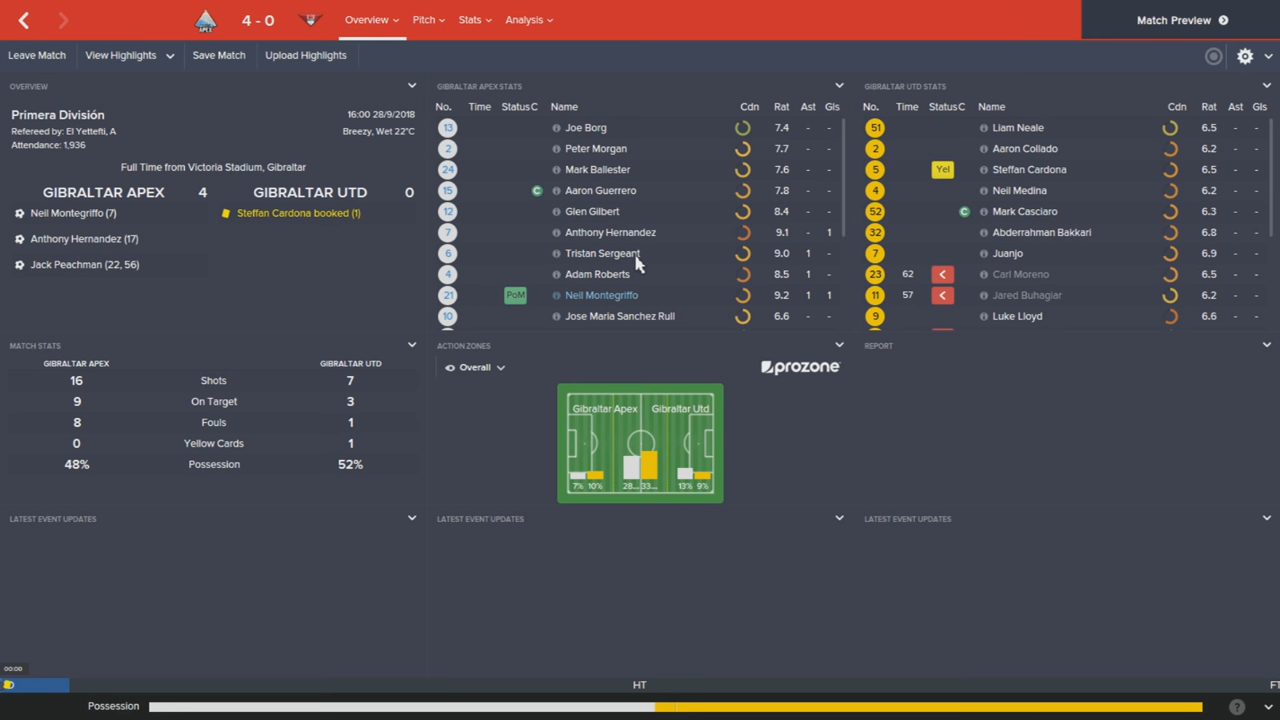 APEX 4 - 0 Overview Pitch Stats Analysis Match Preview
Leave Match View Highlights Save Match Upload Highlights
OVERVIEW
Primera División 16:00 28/9/2018
Refereed by: El Yettefti, A Breezy, Wet 22°C
Attendance: 1,936
Full Time from Victoria Stadium, Gibraltar
GIBRALTAR APEX 4 GIBRALTAR UTD 0
Neil Montegriffo (7) Steffan Cardona booked (1)
Anthony Hernandez (17)
Jack Peachman (22, 56)
GIBRALTAR APEX STATS
No. Time Status C Name Cdn Rat Ast Gls
13 Joe Borg 7.4 - -
2 Peter Morgan 7.7 - -
24 Mark Ballester 7.6 - -
15 C Aaron Guerrero 7.8 - -
12 Glen Gilbert 8.4 - -
7 Anthony Hernandez 9.1 - 1
6 Tristan Sergeant 9.0 1 -
4 Adam Roberts 8.5 1 -
21 PoM Neil Montegriffo 9.2 1 1
10 Jose Maria Sanchez Rull 6.6 - -
GIBRALTAR UTD STATS
No. Time Status C Name Cdn Rat Ast Gls
51 Liam Neale 6.5 - -
2 Aaron Collado 6.2 - -
5 Yel Steffan Cardona 6.5 - -
4 Neil Medina 6.2 - -
52 C Mark Casciaro 6.3 - -
32 Abderrahman Bakkari 6.8 - -
7 Juanjo 6.5 - -
23 62 Carl Moreno 6.5 - -
11 57 Jared Buhagiar 6.2 - -
9 Luke Lloyd 6.6 - -
MATCH STATS
GIBRALTAR APEX GIBRALTAR UTD
16 Shots 7
9 On Target 3
8 Fouls 1
0 Yellow Cards 1
48% Possession 52%
ACTION ZONES
Overall prozone
Gibraltar Apex Gibraltar Utd
7% 10% 28... 33... 13% 9%
REPORT
LATEST EVENT UPDATES
LATEST EVENT UPDATES
LATEST EVENT UPDATES
00:00
HT FT
Possession ?